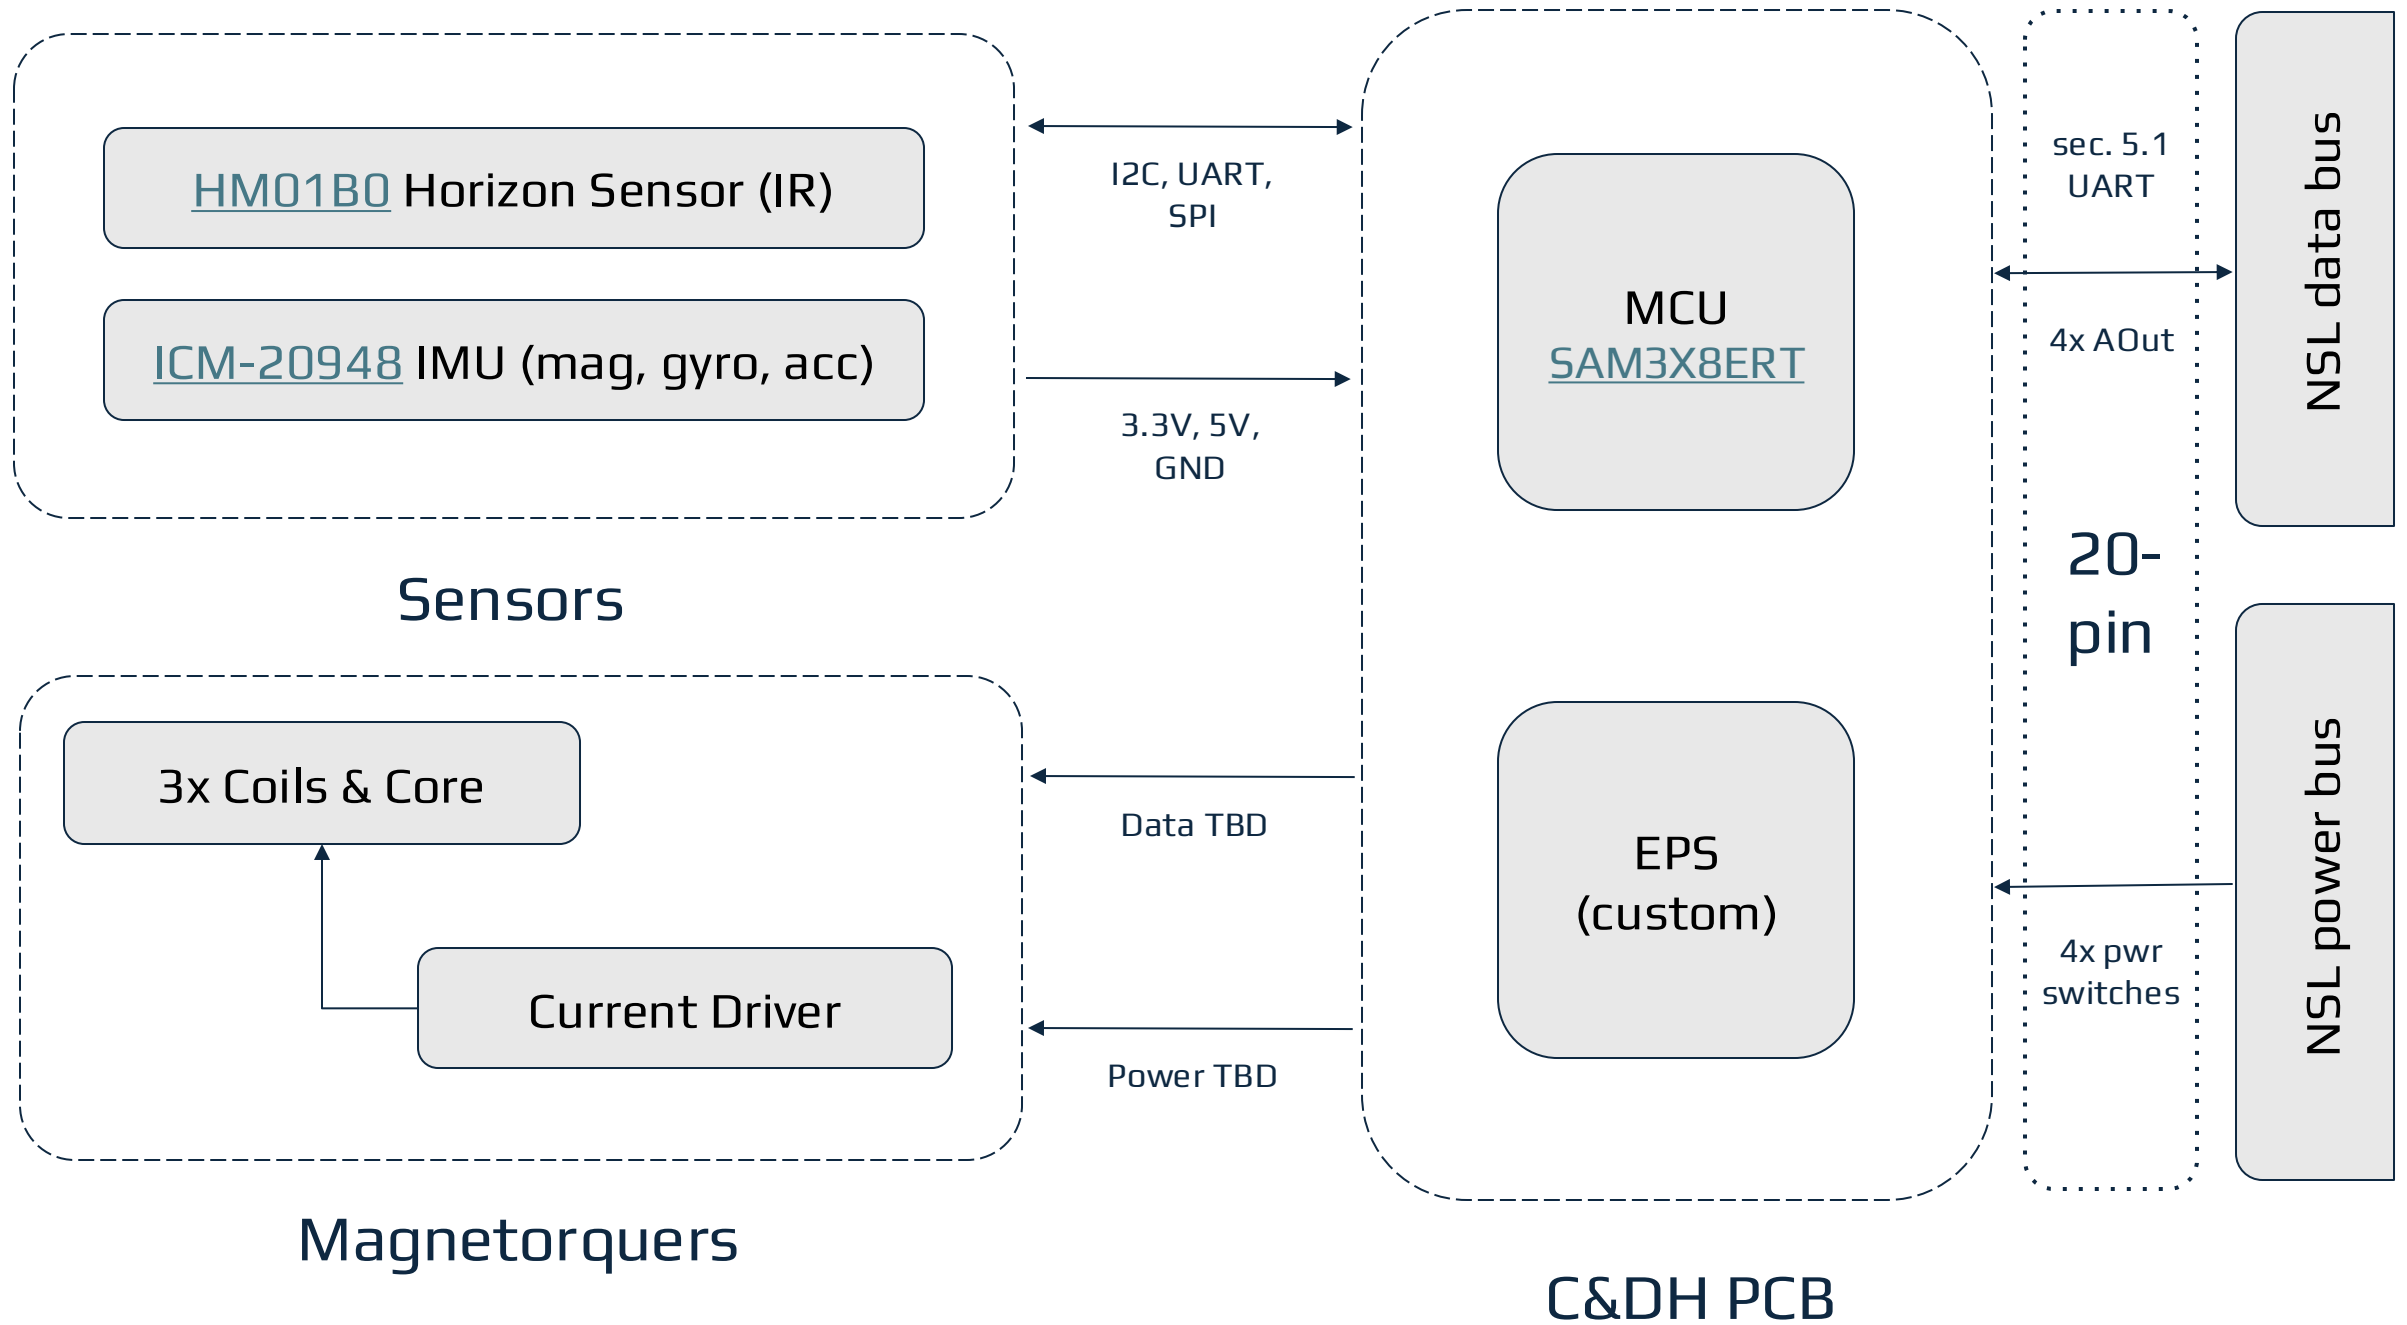 HM01B0 Horizon Sensor (IR)
ICM-20948 IMU (mag, gyro, acc)
Sensors
I2C, UART,
SPI
3.3V, 5V,
GND
3x Coils & Core
Current Driver
Magnetorquers
Data TBD
Power TBD
MCU
SAM3X8ERT
EPS
(custom)
C&DH PCB
sec. 5.1
UART
4x AOut
20-
pin
4x pwr
switches
NSL data bus
NSL power bus